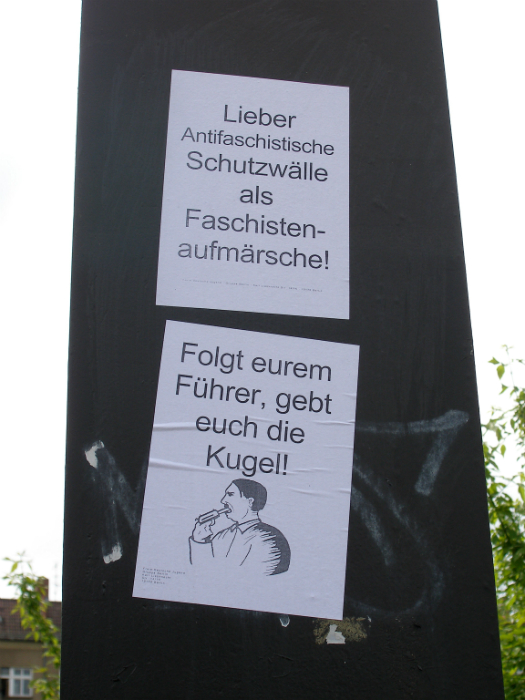 Lieber
Antifaschistische
Schutzwälle
als
Faschisten-
aufmärsche!
Folgt eurem
Führer, gebt
euch die
Kugel!